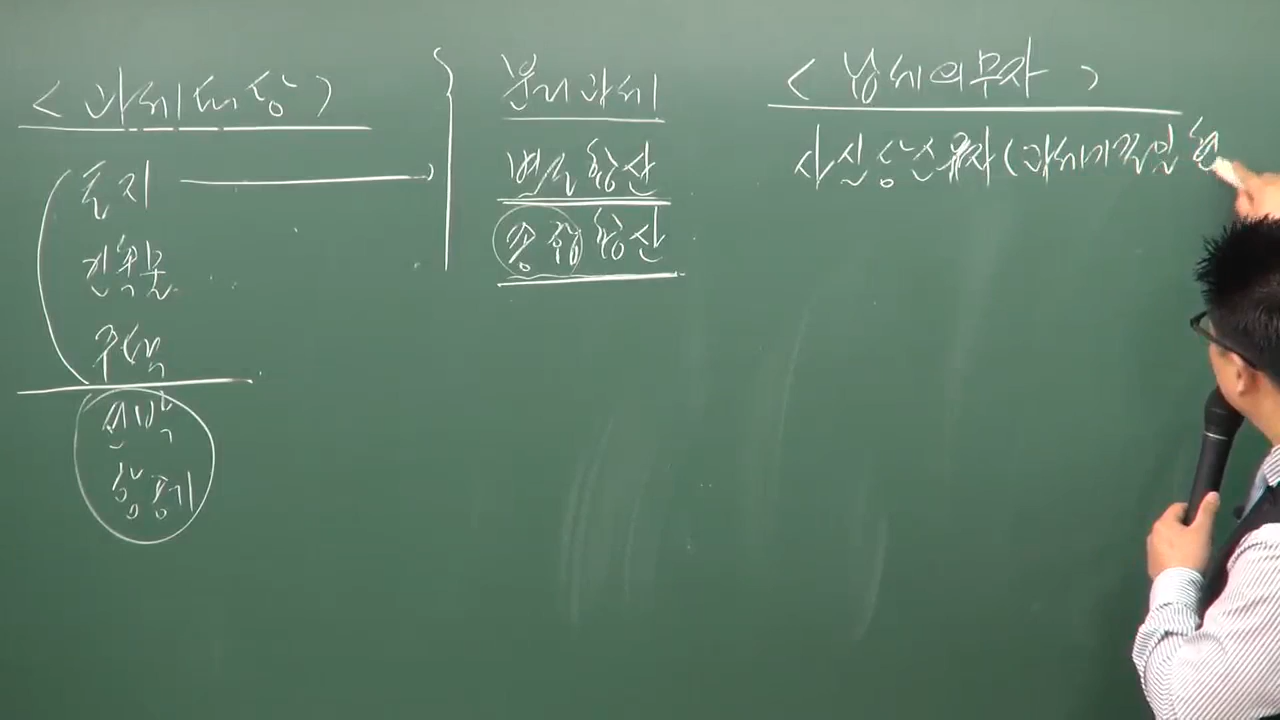 <과세대상>
토지
건축물
주택
선박
항공기
분리과세
별도합산
종합합산
<납세의무자>
사실상소유자(과세기준일현